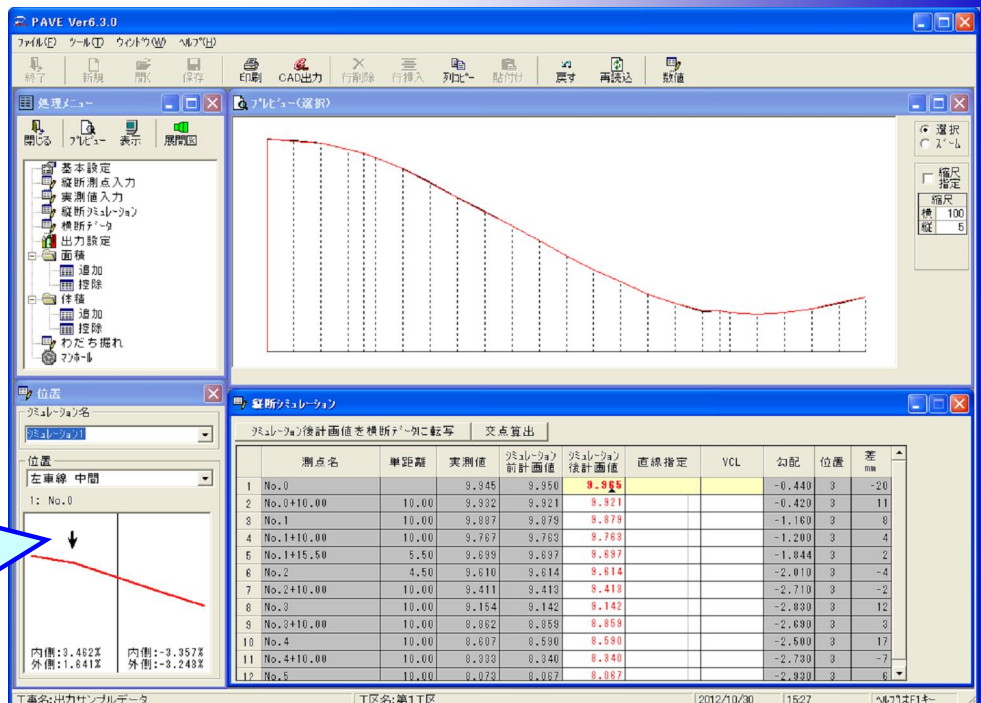 PAVE Ver6.3.0
ファイル(F) ツール(T) ウィンドウ(W) ヘルプ(H)
終了 新規 開く 保存 印刷 CAD出力 行削除 行挿入 列コピー 貼付け 戻す 再読込 数値
処理メニュー
閉じる プレビュー 表示 展開図
基本設定
縦断測点入力
実測値入力
縦断シミュレーション
横断データ
出力設定
面積
追加
控除
体積
追加
控除
わだち掘れ
マンホール
プレビュー(選択)
選択
ズーム
縮尺指定
縮尺
横 100
縦 5
位置
シミュレーション名
シミュレーション1
位置
左車線 中間
1: No.0
内側:3.462% 内側:-3.357%
外側:1.641% 外側:-3.243%
縦断シミュレーション
シミュレーション後計画値を横断データに転写 交点算出
測点名 単距離 実測値 シミュレーション前計画値 シミュレーション後計画値 直線指定 VCL 勾配 位置 差mm
1 No.0 9.945 9.950 9.965 -0.440 3 -20
2 No.0+10.00 10.00 9.932 9.921 9.921 -0.420 3 11
3 No.1 10.00 9.887 9.879 9.879 -1.160 3 8
4 No.1+10.00 10.00 9.767 9.763 9.763 -1.200 3 4
5 No.1+15.50 5.50 9.699 9.697 9.697 -1.844 3 2
6 No.2 4.50 9.610 9.614 9.614 -2.010 3 -4
7 No.2+10.00 10.00 9.411 9.413 9.413 -2.710 3 -2
8 No.3 10.00 9.154 9.142 9.142 -2.830 3 12
9 No.3+10.00 10.00 8.862 8.859 8.859 -2.690 3 3
10 No.4 10.00 8.607 8.590 8.590 -2.500 3 17
11 No.4+10.00 10.00 8.333 8.340 8.340 -2.730 3 -7
12 No.5 10.00 8.073 8.067 8.067 -2.930 3 6
工事名:出力サンプルデータ 工区名:第1工区 2012/10/30 15:27 ヘルプはF1キー